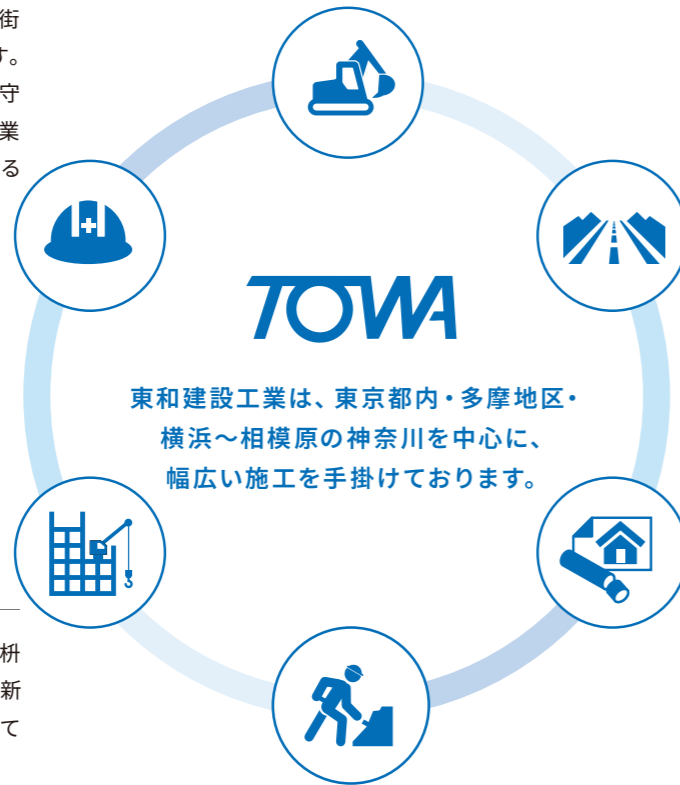 街
す。
守
業
る
TOWA
東和建設工業は、東京都内・多摩地区・
横浜～相模原の神奈川を中心に、
幅広い施工を手掛けております。
枡
新
て